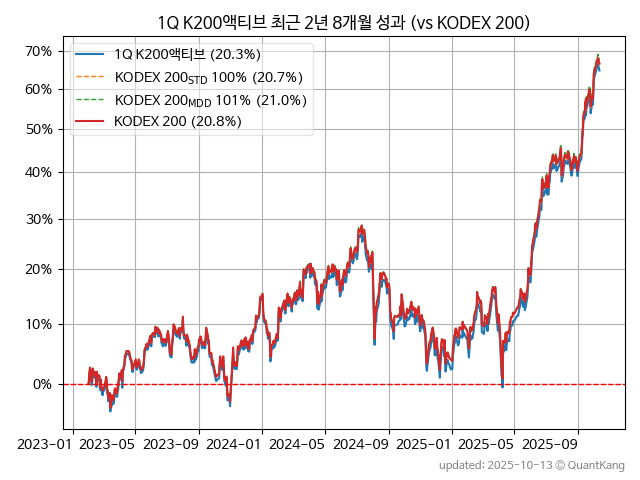 1Q K200액티브 최근 2년 8개월 성과 (vs KODEX 200)
1Q K200액티브 (20.3%)
KODEX 200STD 100% (20.7%)
KODEX 200MDD 101% (21.0%)
KODEX 200 (20.8%)
70%
60%
50%
40%
30%
20%
10%
0%
2023-01 2023-05 2023-09 2024-01 2024-05 2024-09 2025-01 2025-05 2025-09
updated: 2025-10-13 © QuantKang